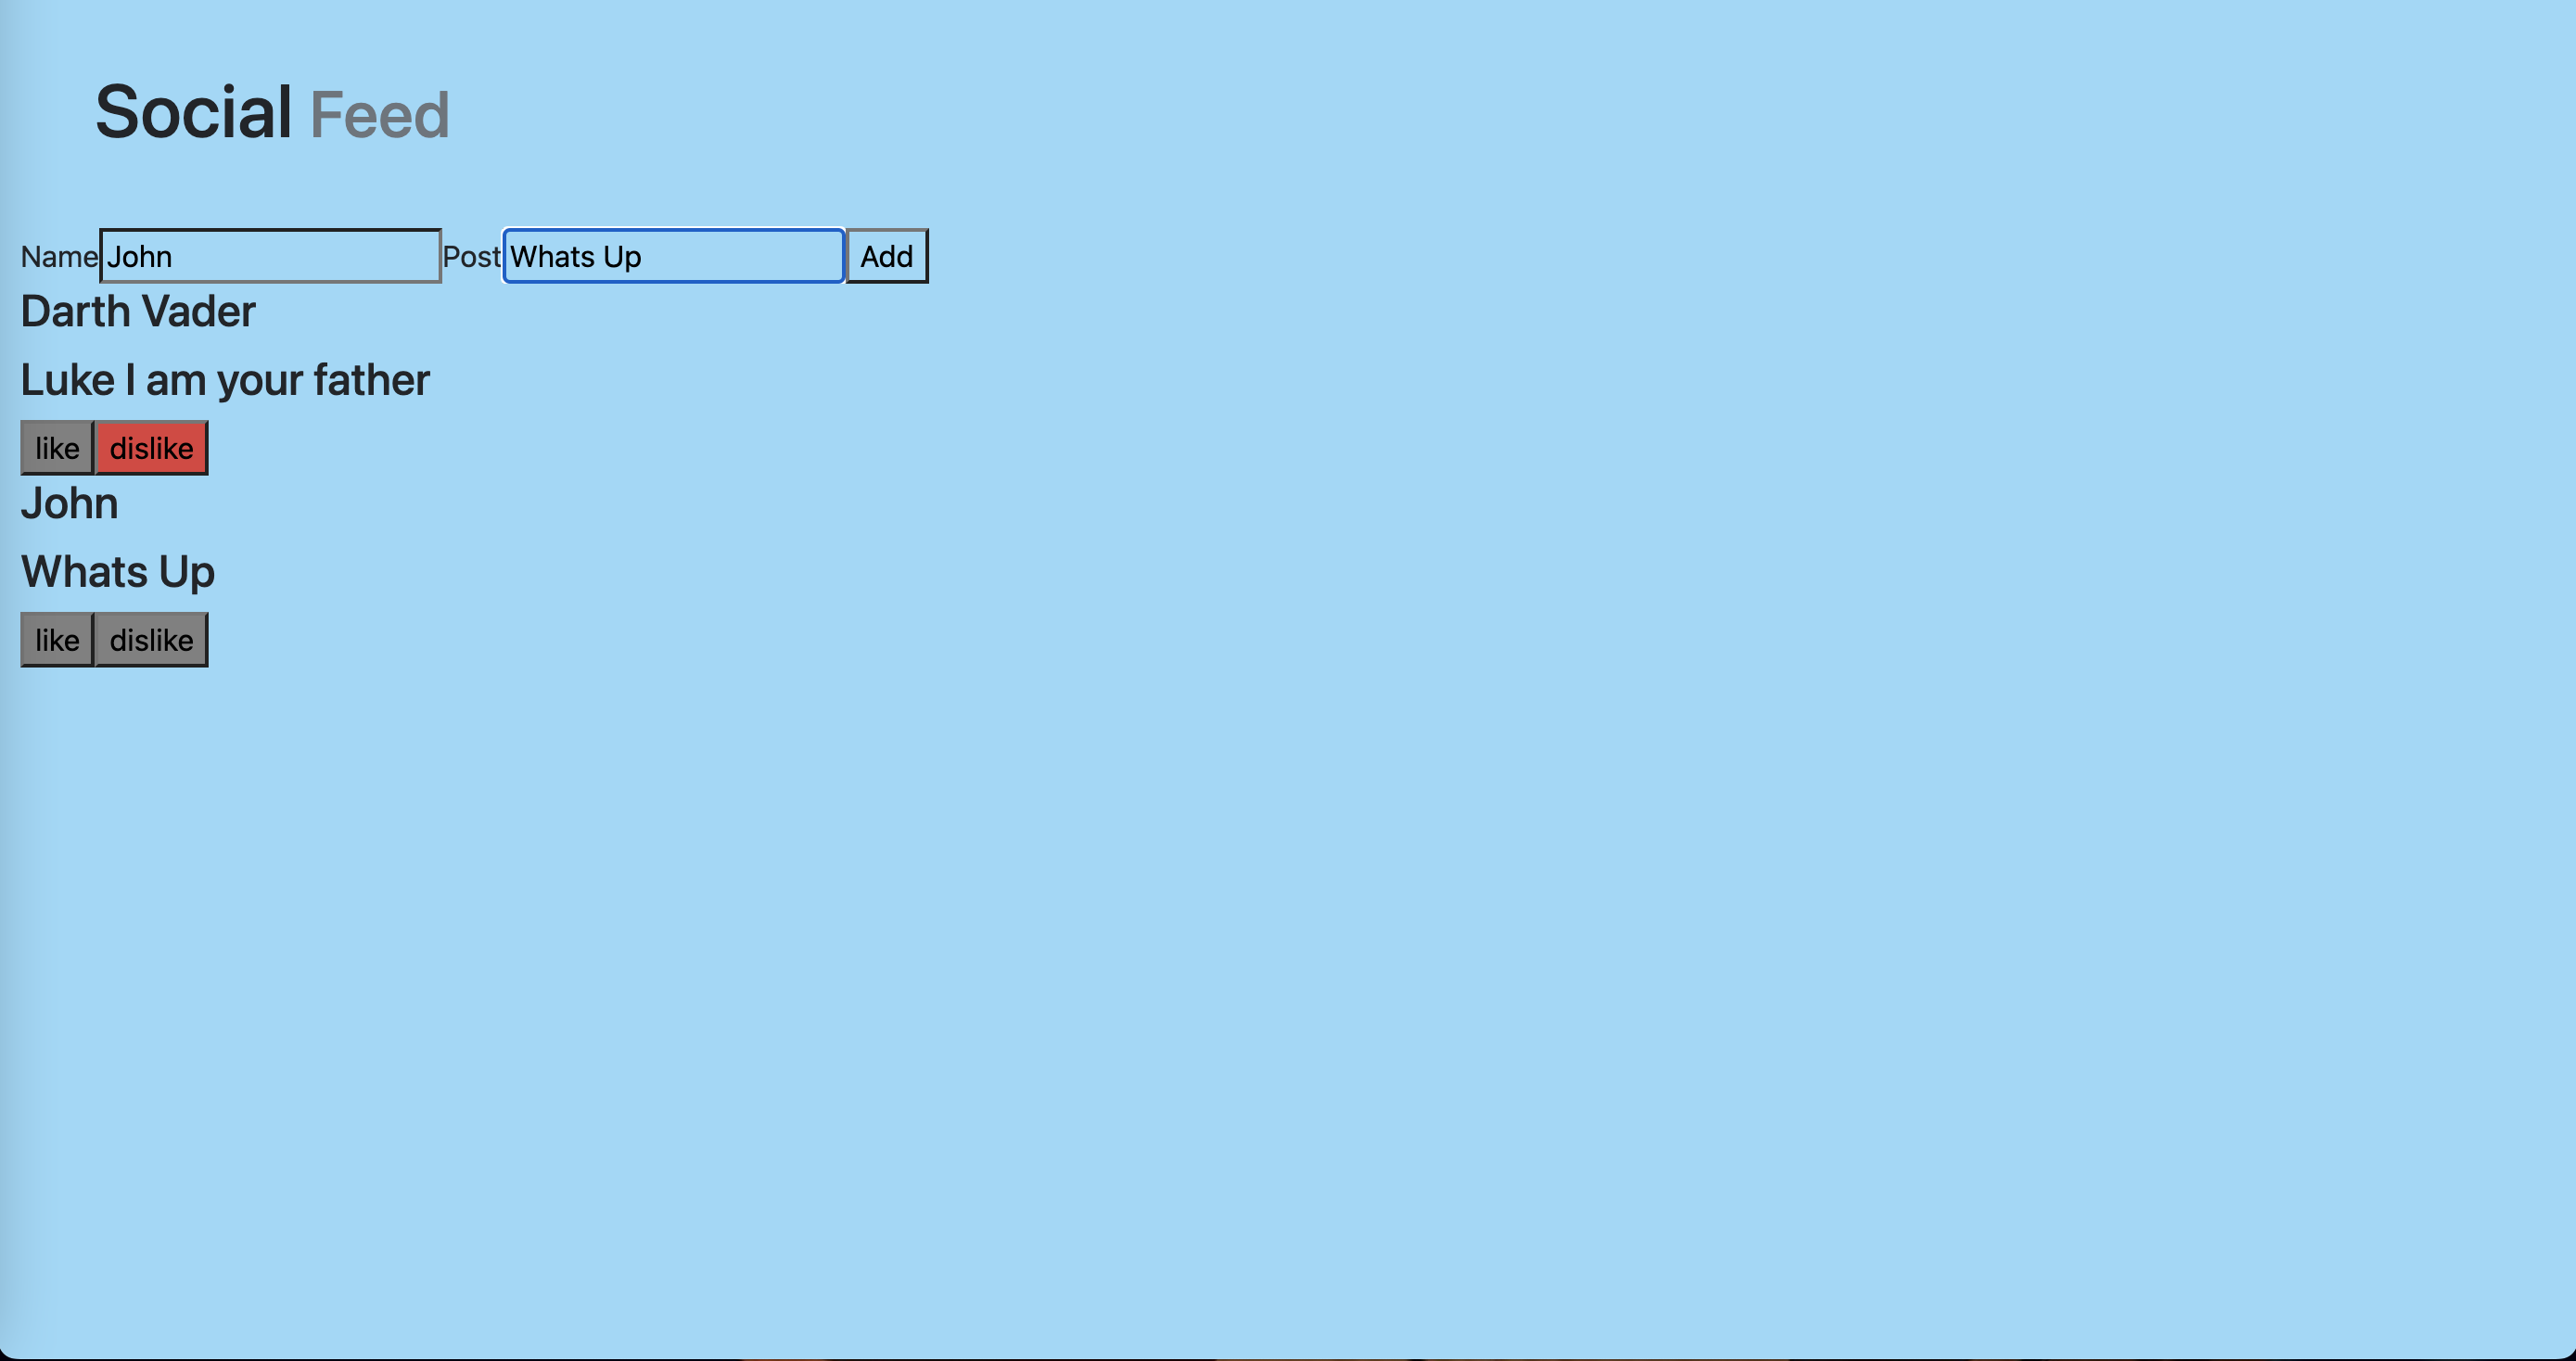 Social Feed
Name John Post Whats Up Add
Darth Vader
Luke I am your father
like dislike
John
Whats Up
like dislike